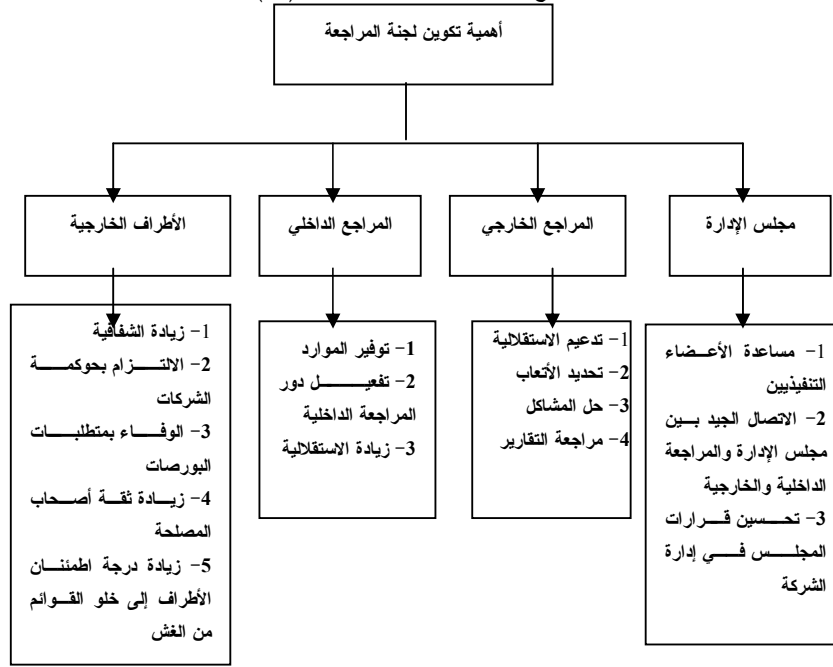 أهمية تكوين لجنة المراجعة
مجلس الإدارة
المراجع الخارجي
المراجع الداخلي
الأطراف الخارجية
1- مساعدة الأعضاء
التنفيذيين
2- الاتصال الجيد بين
مجلس الإدارة والمراجعة
الداخلية والخارجية
3- تحسين قرارات
المجلس في إدارة
الشركة
1- تدعيم الاستقلالية
2- تحديد الأتعاب
3- حل المشاكل
4- مراجعة التقارير
1- توفير الموارد
2- تفعيل دور
المراجعة الداخلية
3- زيادة الاستقلالية
1- زيادة الشفافية
2- الالتزام بحوكمة
الشركات
3- الوفاء بمتطلبات
البورصات
4- زيادة ثقة أصحاب
المصلحة
5- زيادة درجة اطمئنان
الأطراف إلى خلو القوائم
من الغش